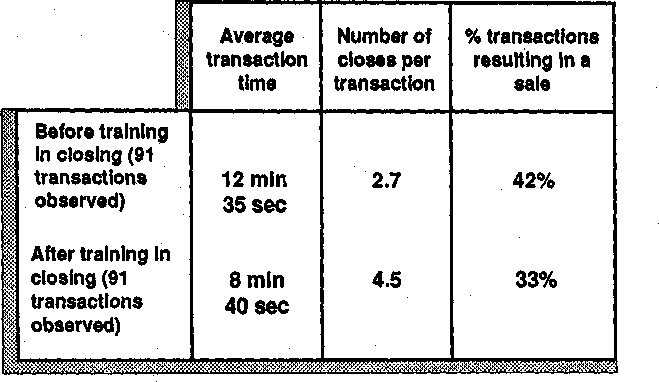 Average transaction time
Number of closes per transaction
% transactions resulting in a sale
Before training in closing (91 transactions observed)
12 min 35 sec
2.7
42%
After training in closing (91 transactions observed)
8 min 40 sec
4.5
33%